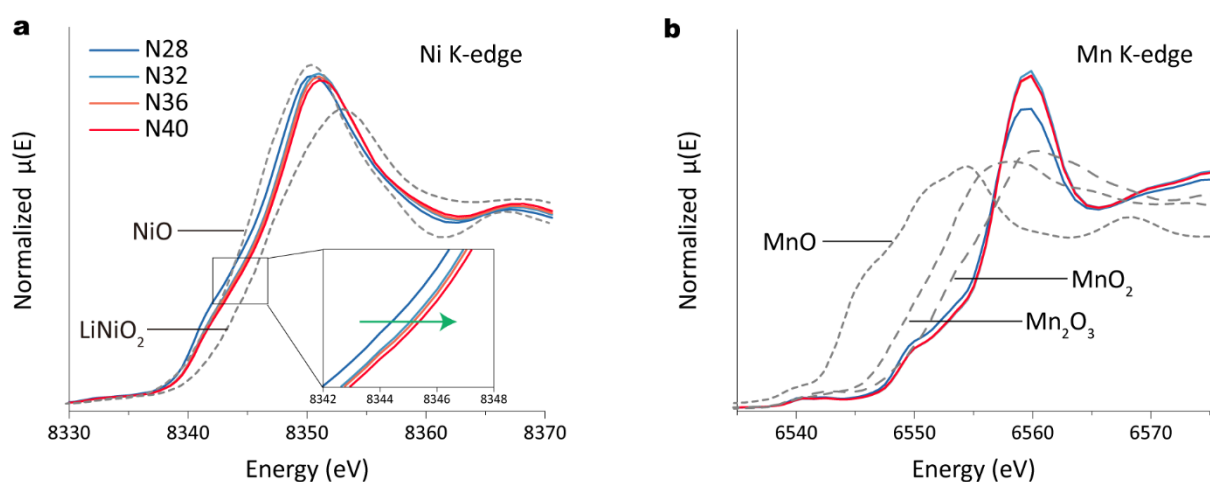 a
N28
N32
N36
N40
Ni K-edge
Normalized μ(E)
NiO
LiNiO2
8342 8344 8346 8348
8330 8340 8350 8360 8370
Energy (eV)
b
Mn K-edge
Normalized μ(E)
MnO
MnO2
Mn2O3
6540 6550 6560 6570
Energy (eV)